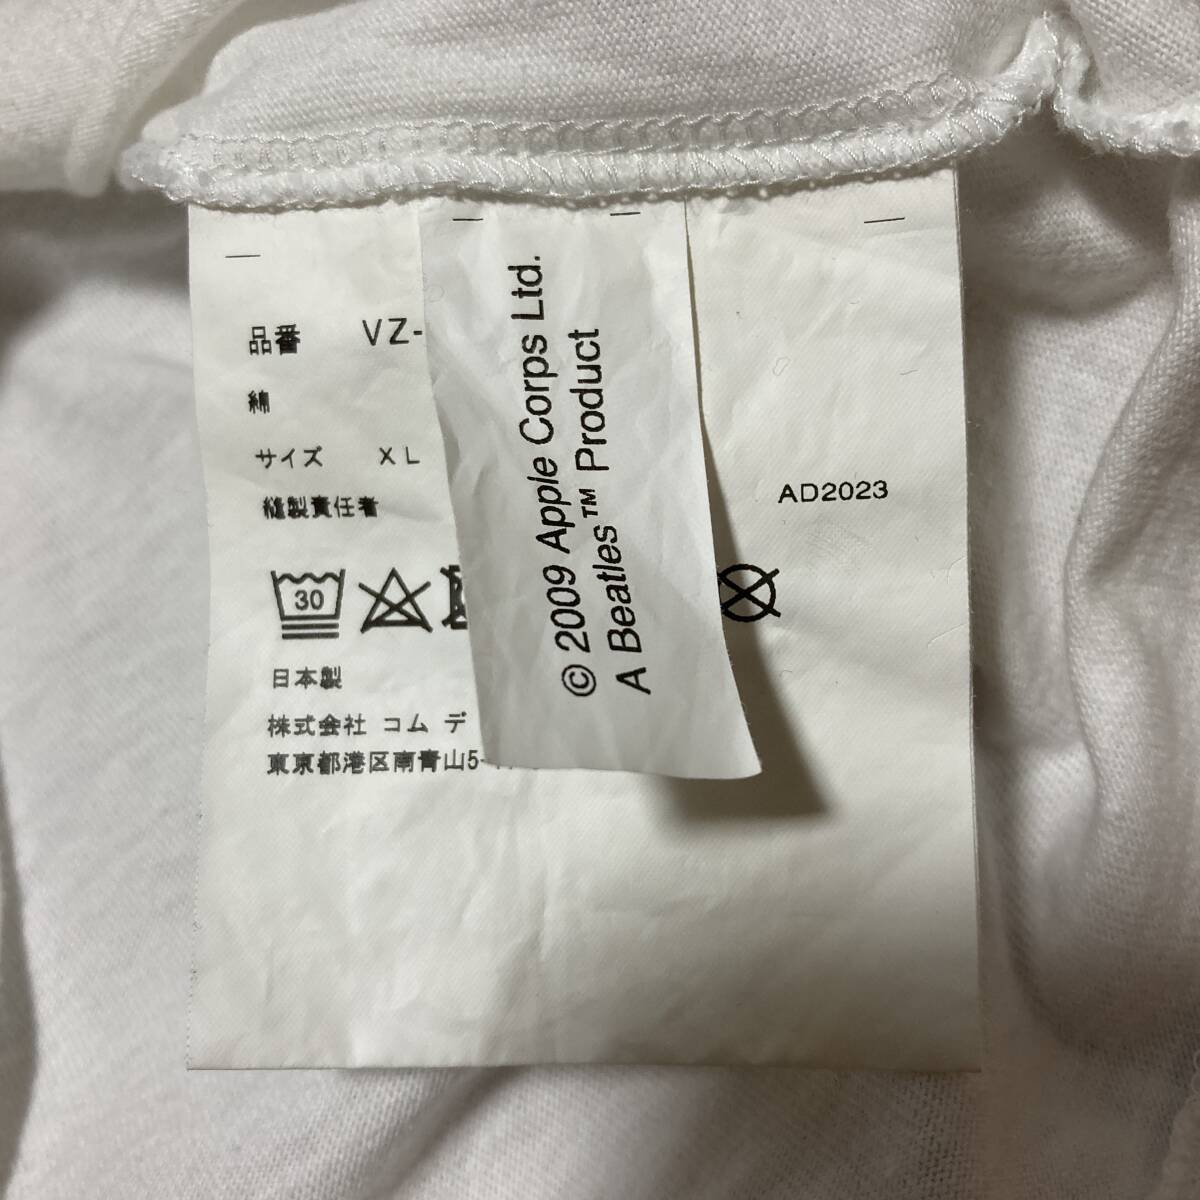 品番 VZ-
綿
サイズ XL
縫製責任者
AD2023
30
日本製
株式会社 コム デ
東京都港区南青山5-
© 2009 Apple Corps Ltd.
A Beatles™ Product